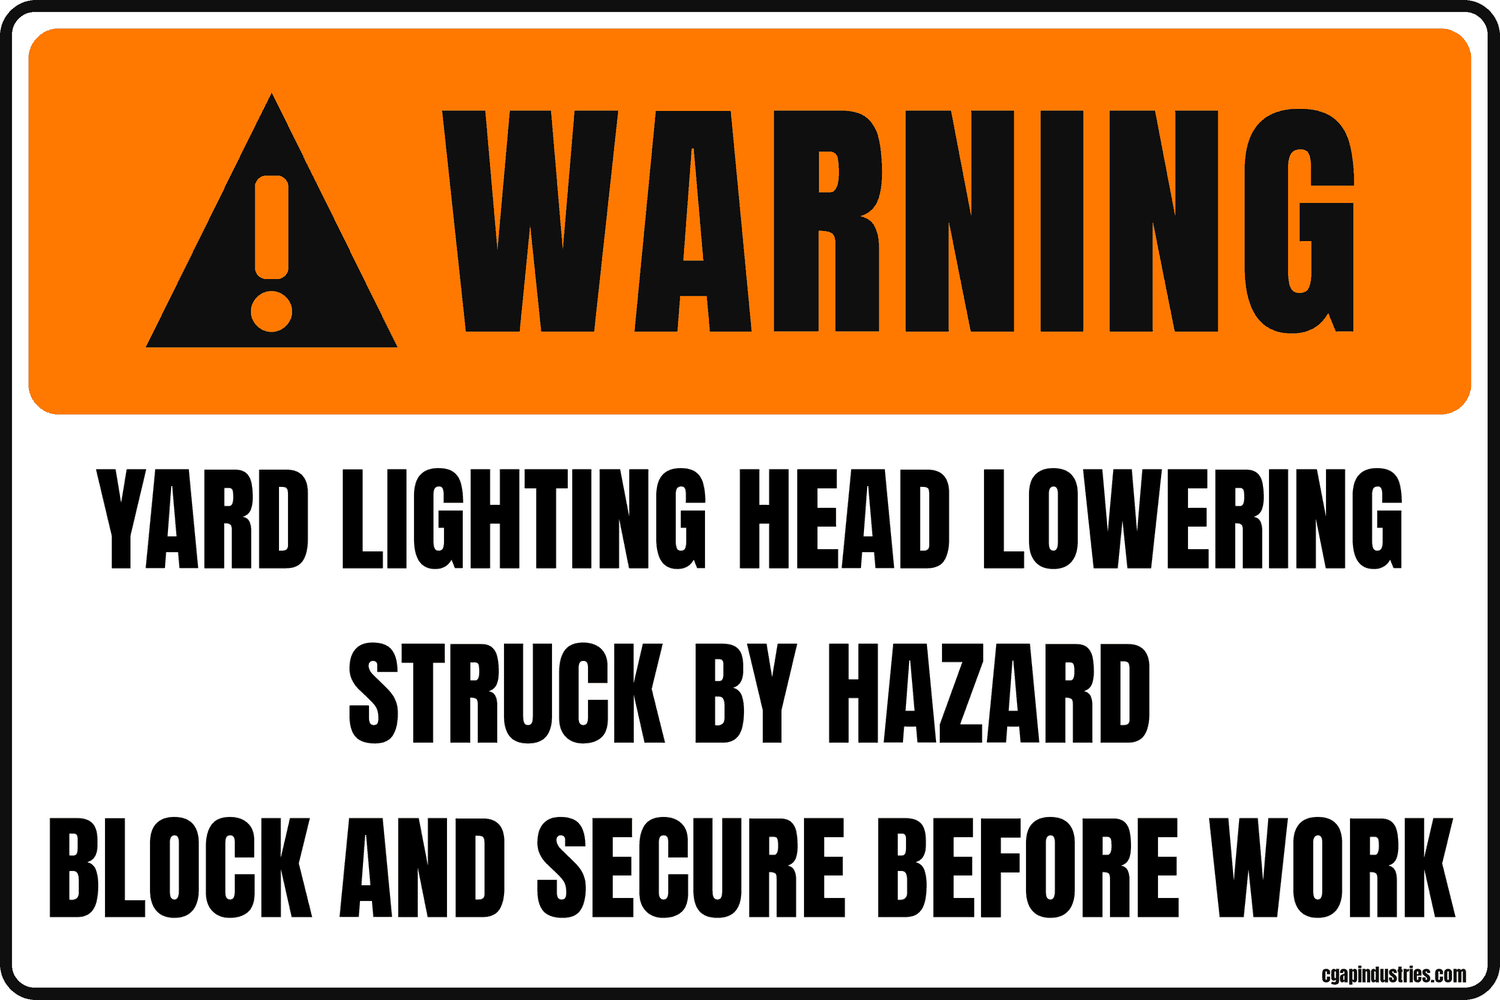 WARNING
YARD LIGHTING HEAD LOWERING
STRUCK BY HAZARD
BLOCK AND SECURE BEFORE WORK
cgapindustries.com